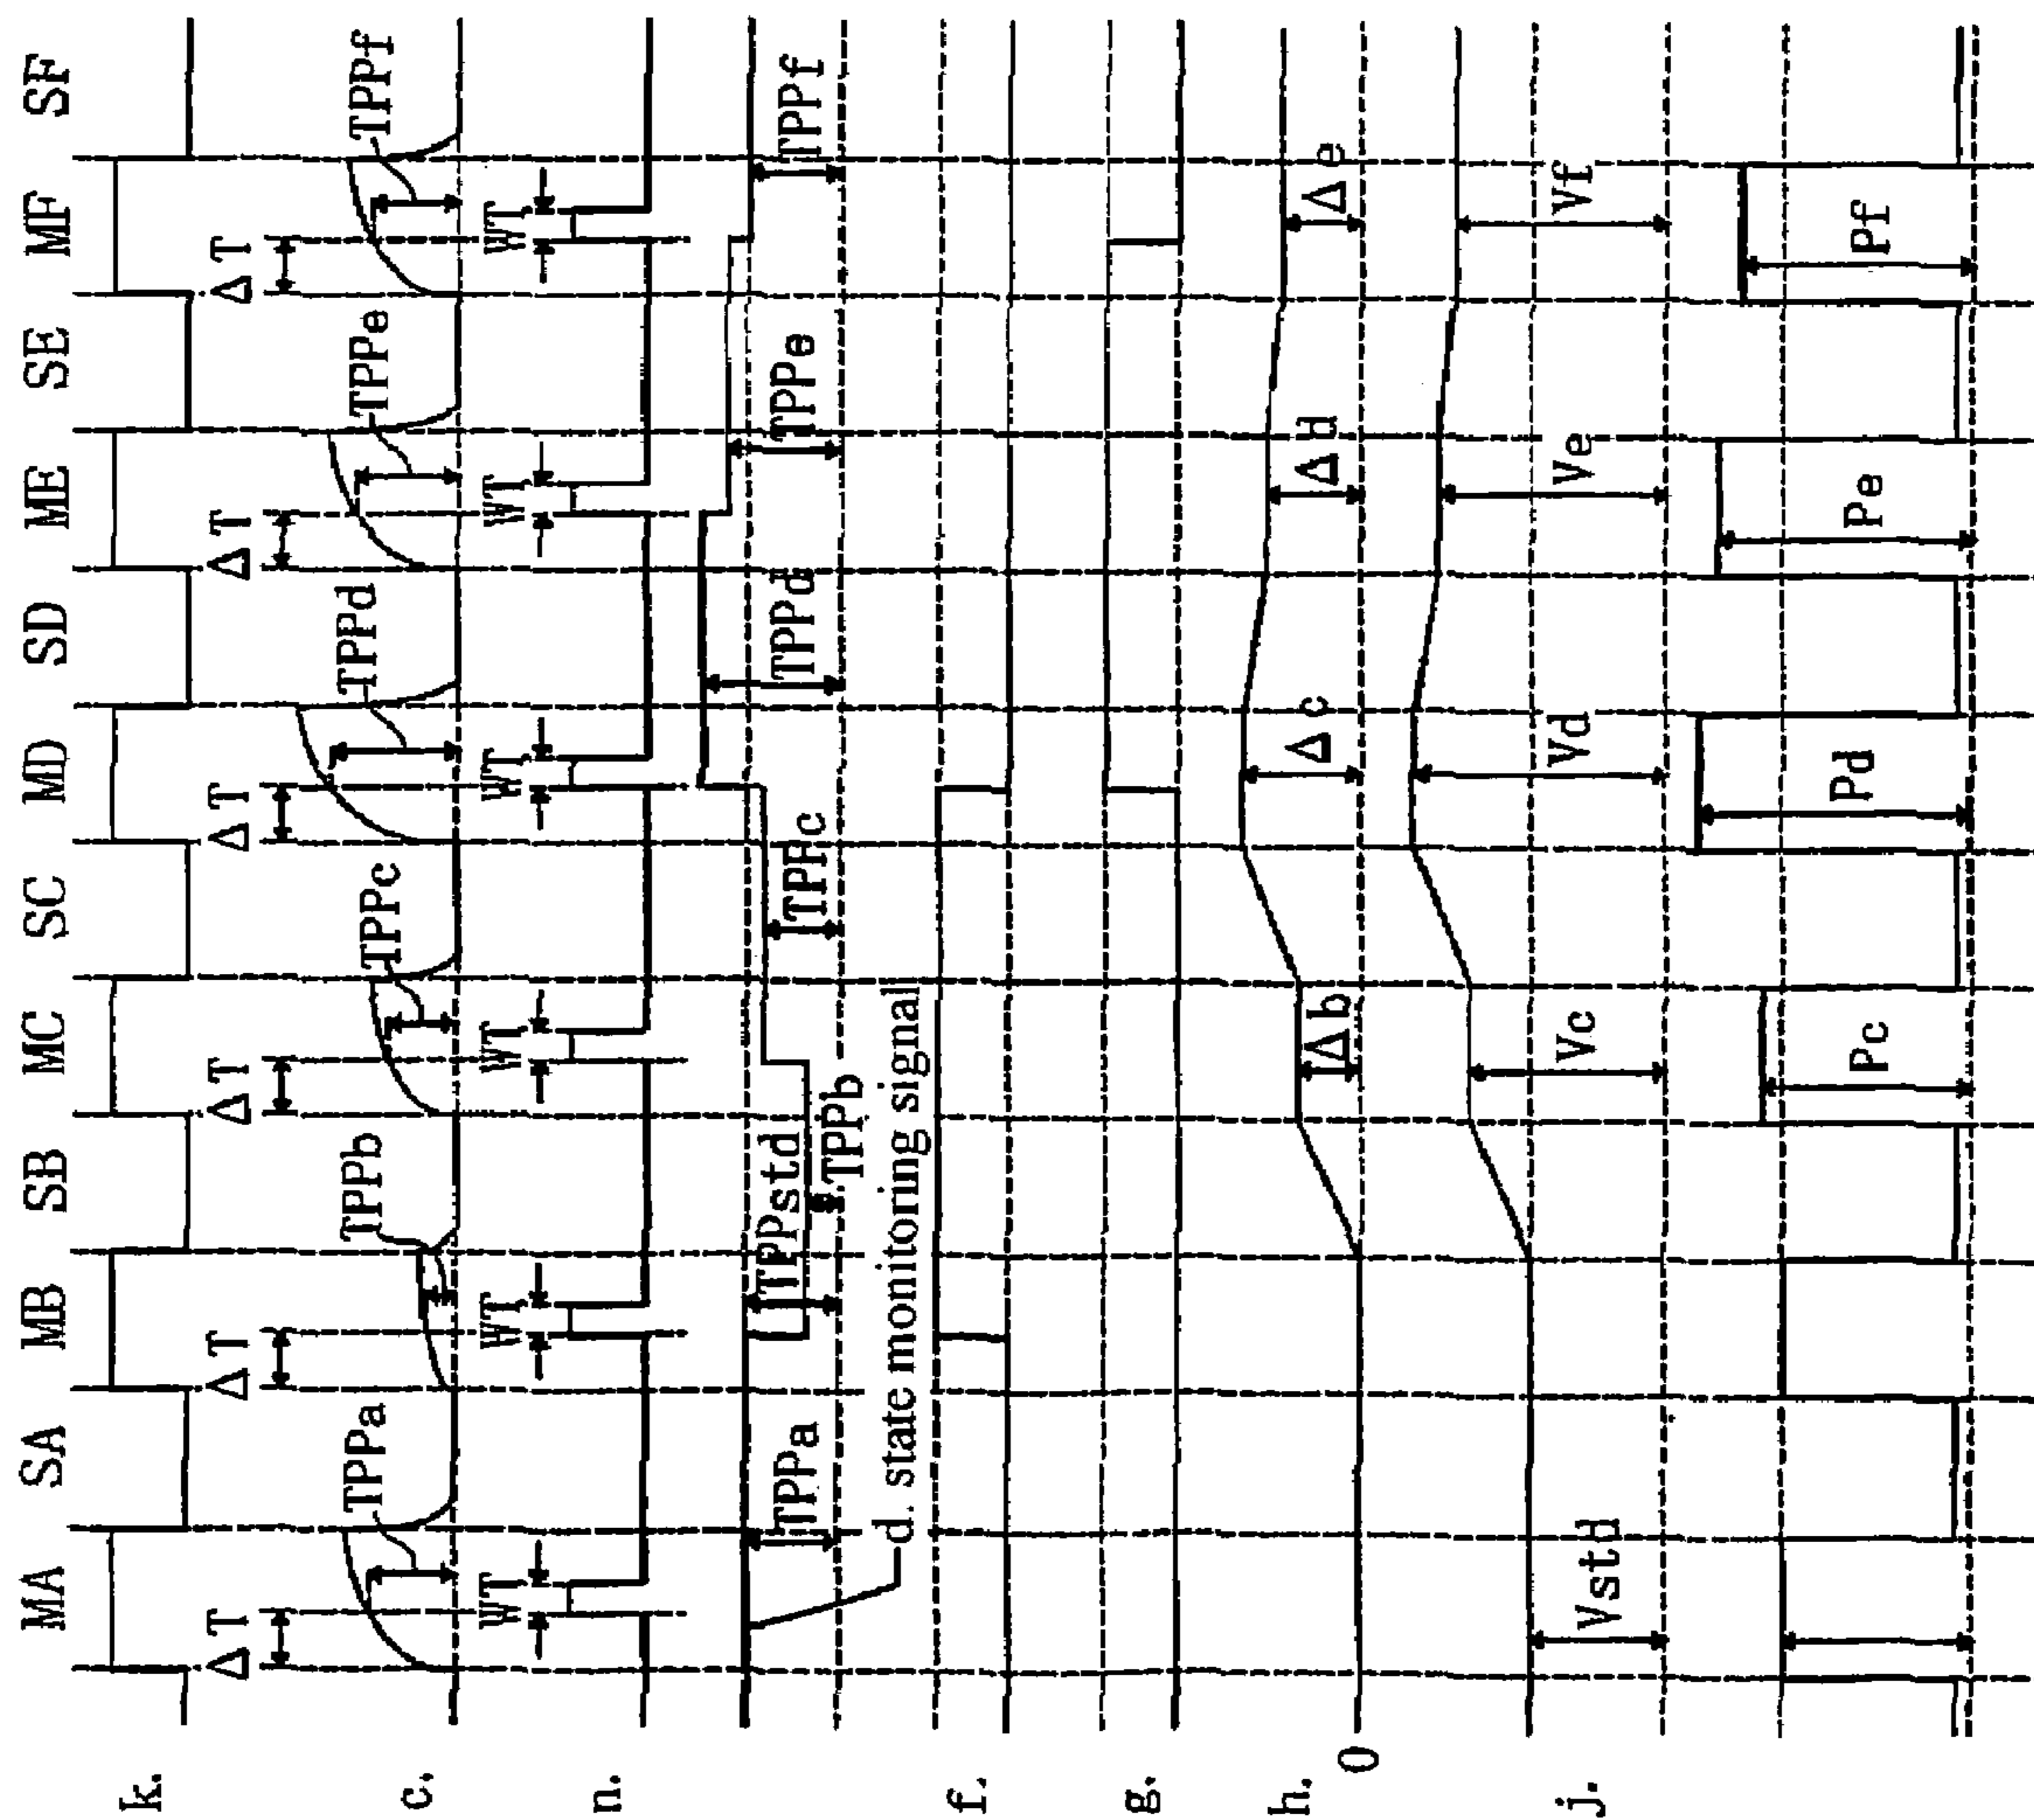 MA SA MB SB MC SC MD SD ME SE MF SF
k.
ΔT ΔT ΔT ΔT ΔT ΔT
c.
TPPa TPPb TPPc TPPd TPPe TPPf
n.
WT WT WT WT WT WT
TPPa TPPstd TPPb TPPc TPPd TPPe TPPf
d. state monitoring signal
f.
g.
h.
0
Δb Δc Δd Δe
j.
Vstd Vc Vd Ve Vf
Pc Pd Pe Pf